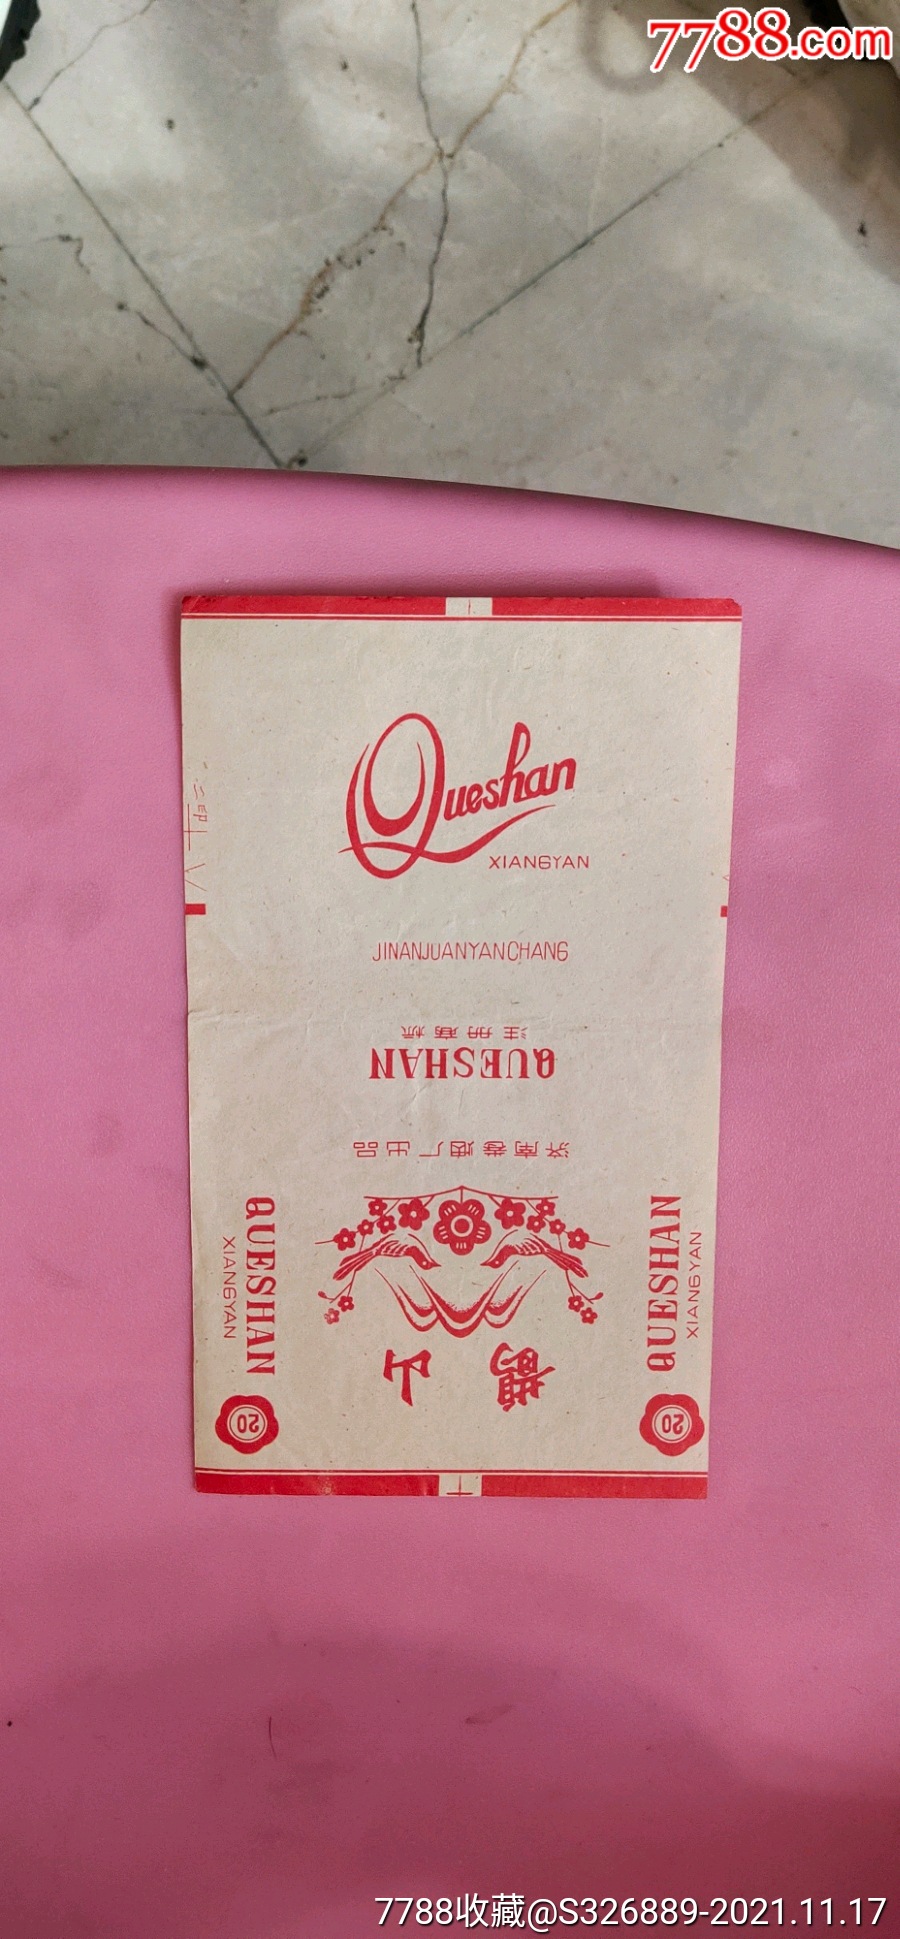 7788.com
Queshan
XIANGYAN
JINANJUANYANCHANG
注册商标
QUESHAN
济南卷烟厂出品
QUESHAN
XIANGYAN
QUESHAN
XIANGYAN
鹊山
20
20
7788收藏@S326889-2021.11.17